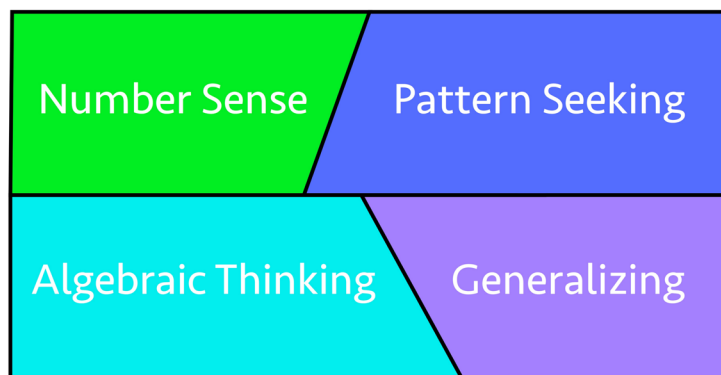 Number Sense
Pattern Seeking
Algebraic Thinking
Generalizing